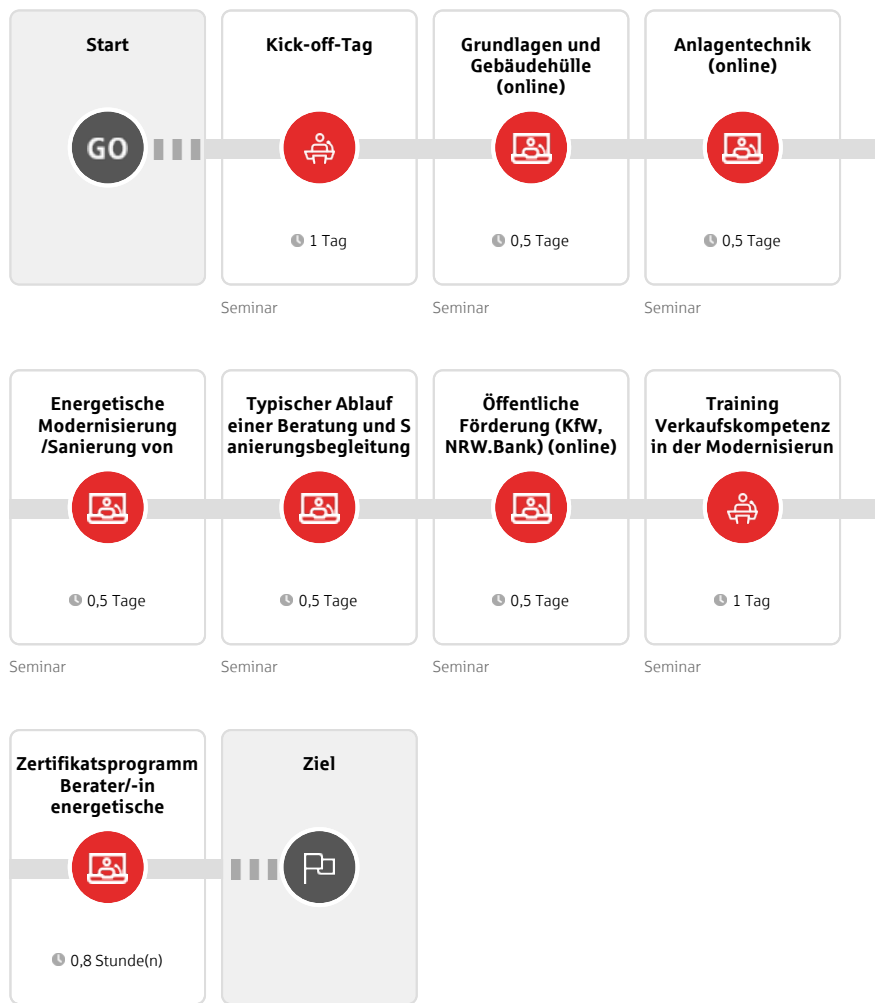 Start
GO
Kick-off-Tag
1 Tag
Seminar
Grundlagen und
Gebäudehülle
(online)
0,5 Tage
Seminar
Anlagentechnik
(online)
0,5 Tage
Seminar
Energetische
Modernisierung
/Sanierung von
0,5 Tage
Seminar
Typischer Ablauf
einer Beratung und S
anierungsbegleitung
0,5 Tage
Seminar
Öffentliche
Förderung (KfW,
NRW.Bank) (online)
0,5 Tage
Seminar
Training
Verkaufskompetenz
in der Modernisierun
1 Tag
Seminar
Zertifikatsprogramm
Berater/-in
energetische
0,8 Stunde(n)
Ziel